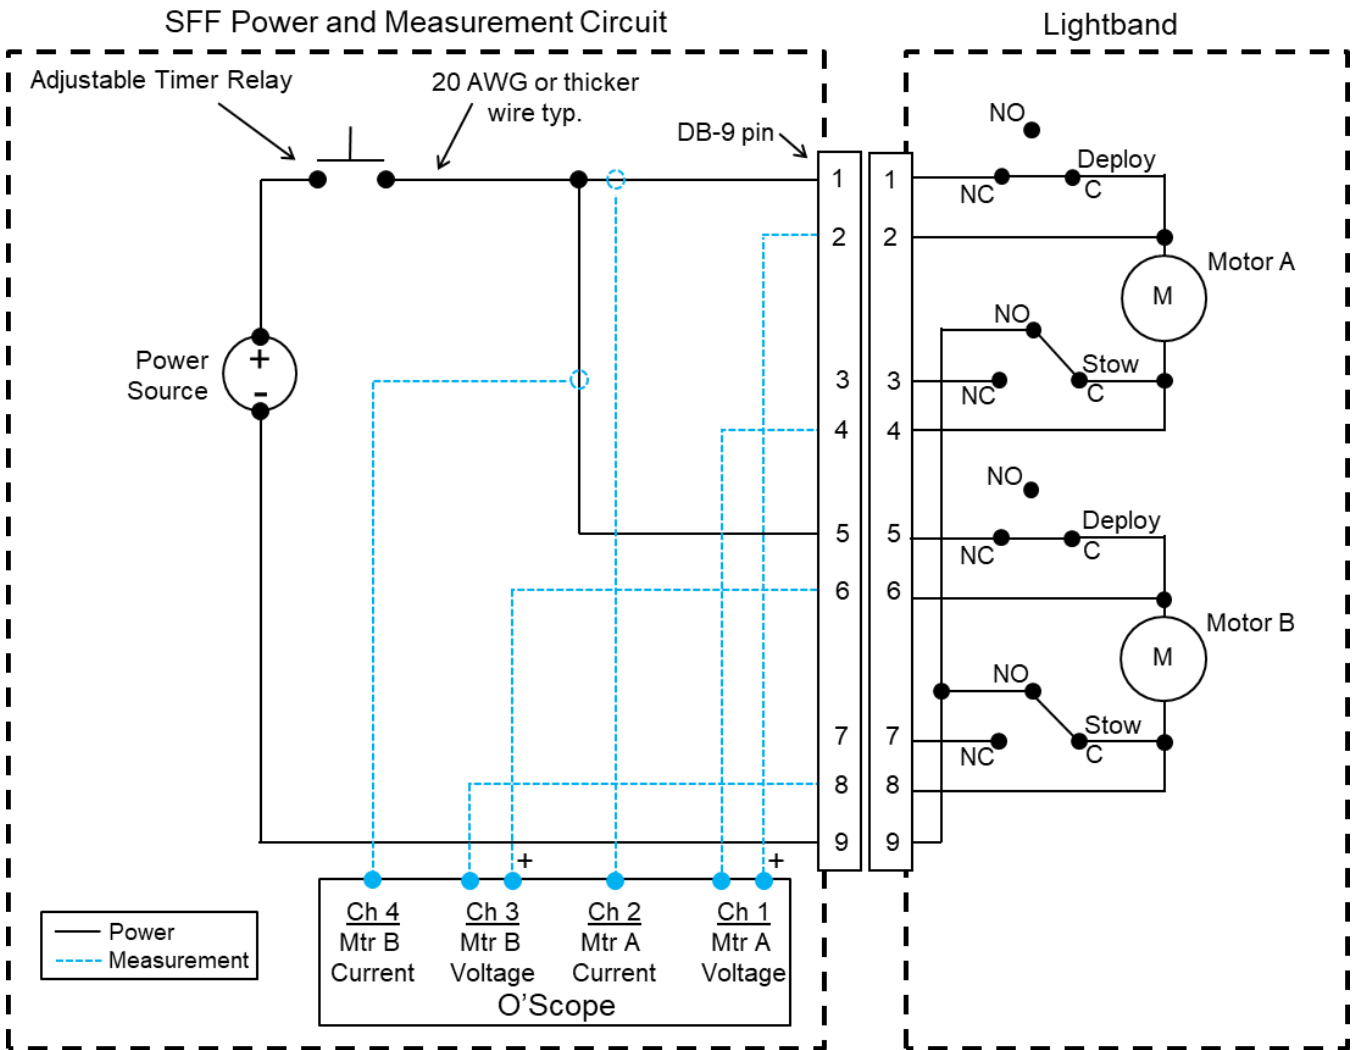 SFF Power and Measurement Circuit
Lightband
Adjustable Timer Relay
20 AWG or thicker
wire typ.
DB-9 pin
Power
Source
+
-
1
2
3
4
5
6
7
8
9
1
2
3
4
5
6
7
8
9
NO
Deploy
NC
C
Motor A
M
NO
Stow
NC
C
NO
Deploy
NC
C
Motor B
M
NO
Stow
NC
C
+
+
Ch 4
Mtr B
Current
Ch 3
Mtr B
Voltage
Ch 2
Mtr A
Current
Ch 1
Mtr A
Voltage
O'Scope
Power
Measurement